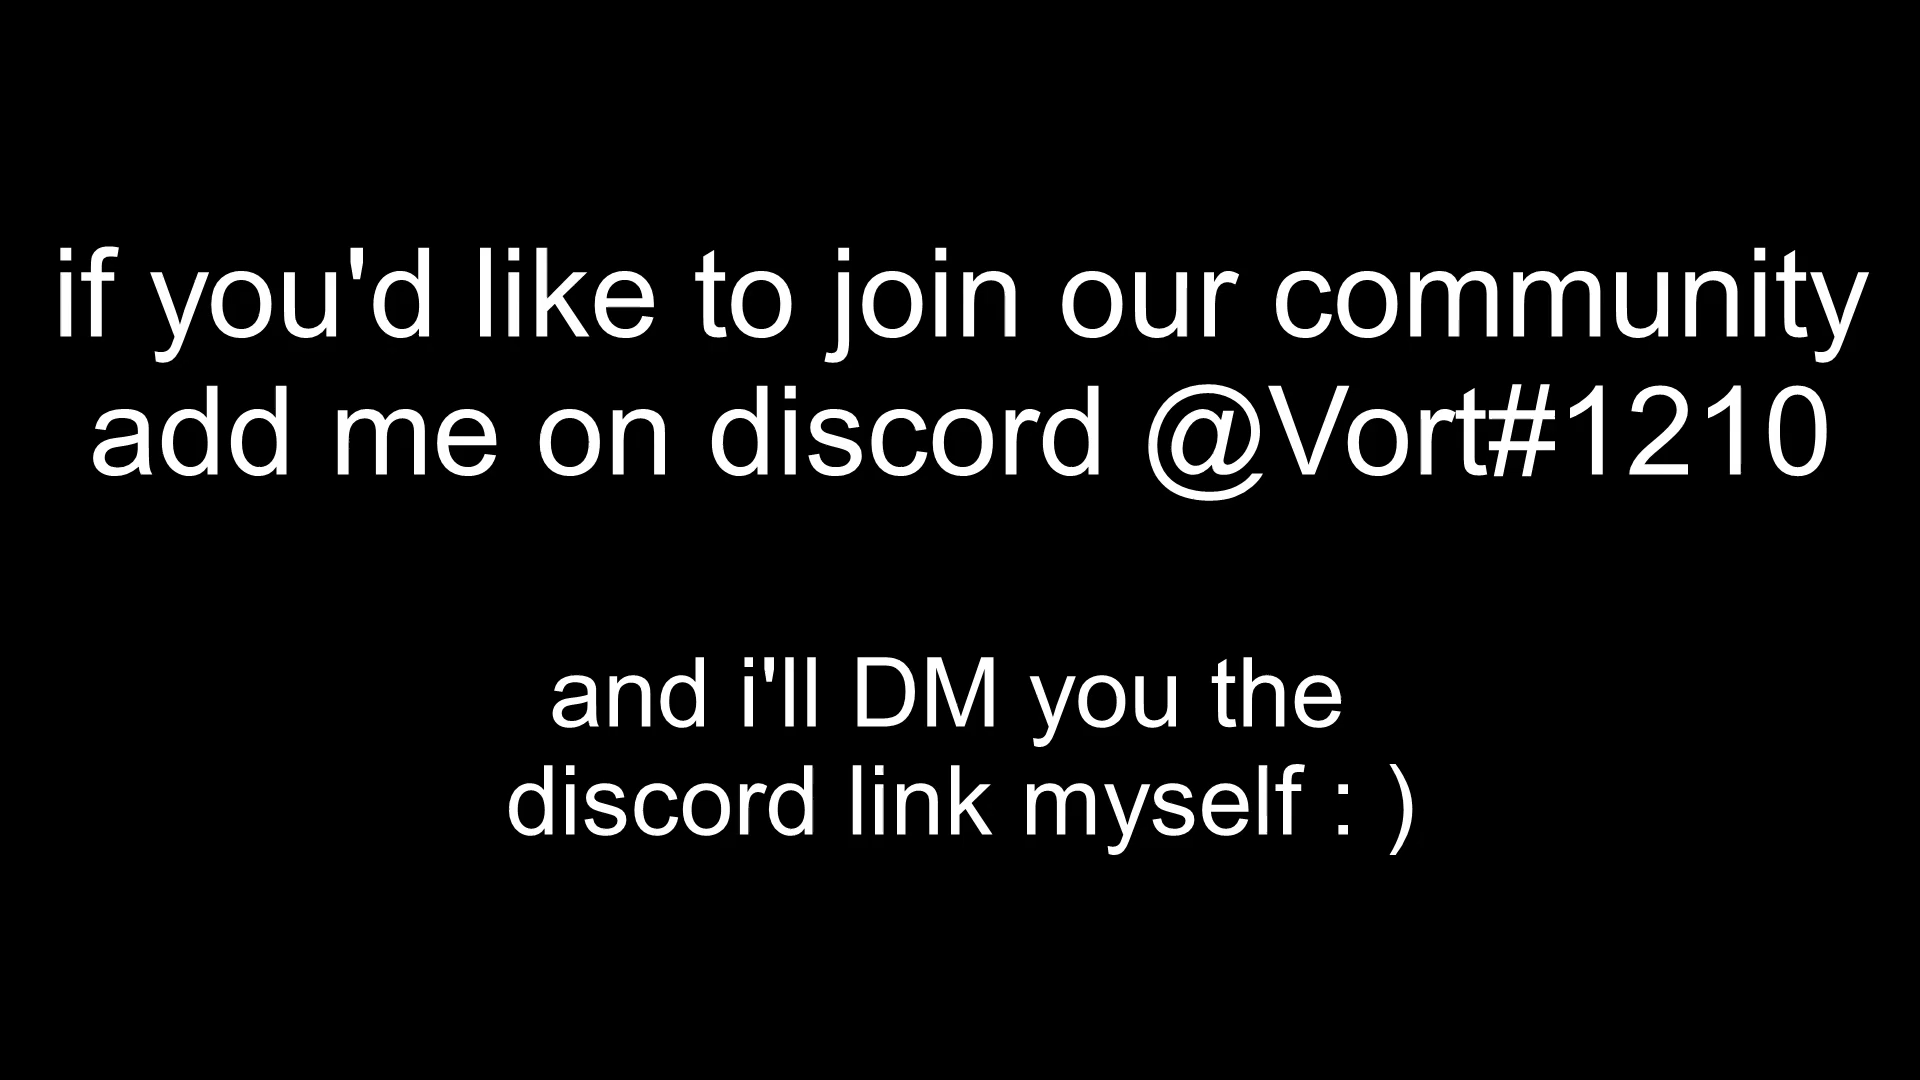 if you'd like to join our community
add me on discord @Vort#1210
and i'll DM you the
discord link myself : )